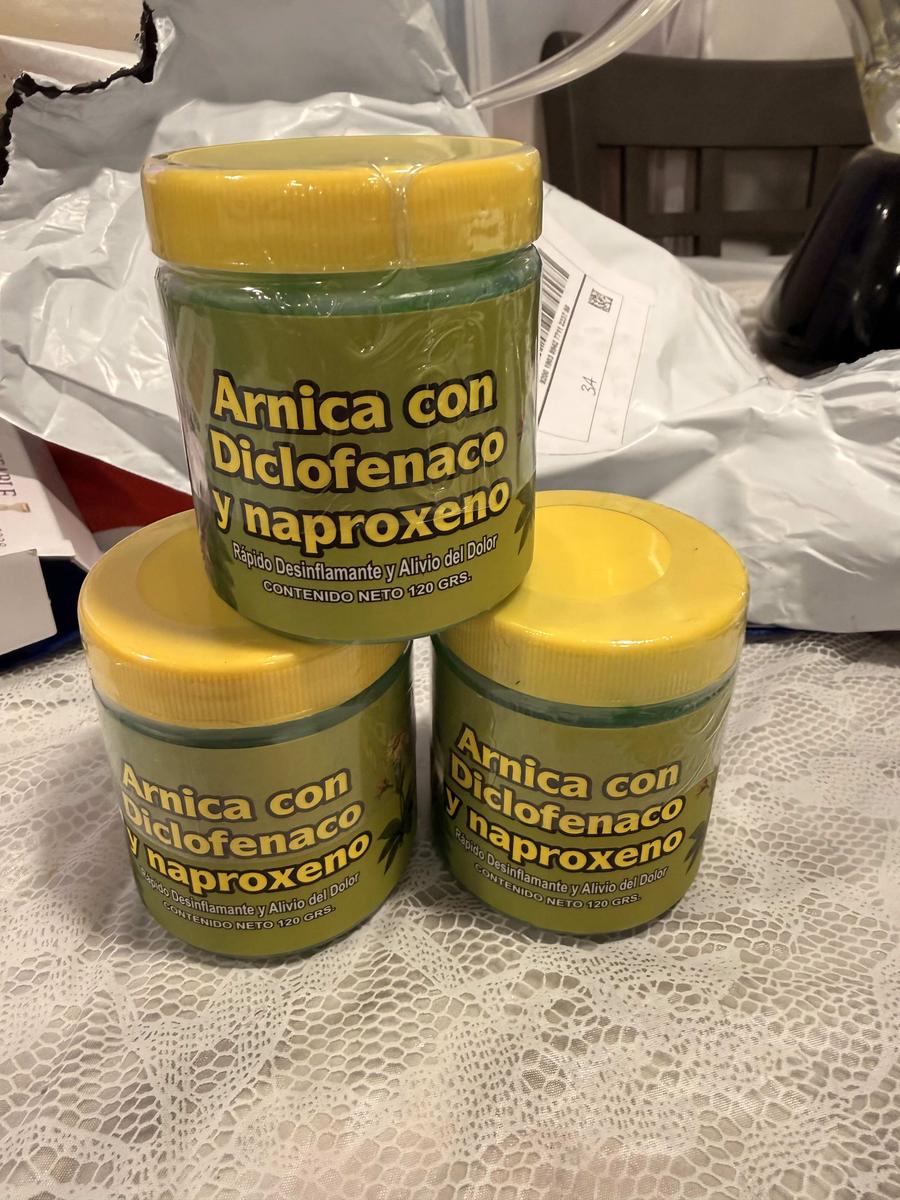 Arnica con
Diclofenaco
y naproxeno
Rápido Desinflamante y Alivio del Dolor
CONTENIDO NETO 120 GRS.
34
Arnica con
Diclofenaco
y naproxeno
Rápido Desinflamante y Alivio del Dolor
CONTENIDO NETO 120 GRS.
Arnica con
Diclofenaco
y naproxeno
Rápido Desinflamante y Alivio del Dolor
CONTENIDO NETO 120 GRS.